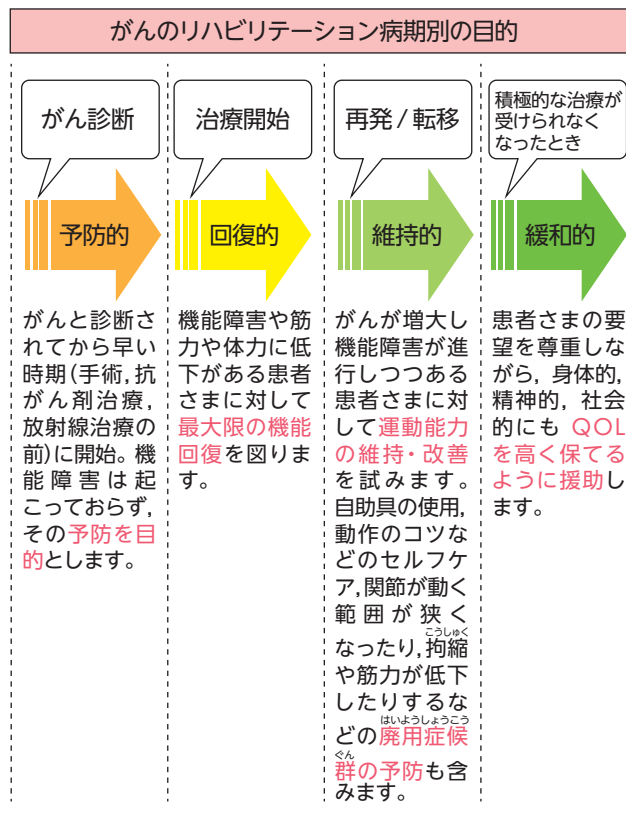 がんのリハビリテーション病期別の目的
がん診断
予防的
がんと診断さ
れてから早い
時期(手術,抗
がん剤治療,
放射線治療の
前)に開始。機
能障害は起
こっておらず,
その予防を目
的とします。
治療開始
回復的
機能障害や筋
力や体力に低
下がある患者
さまに対して
最大限の機能
回復を図りま
す。
再発/転移
維持的
がんが増大し
機能障害が進
行しつつある
患者さまに対
して運動能力
の維持・改善
を試みます。
自助具の使用,
動作のコツな
どのセルフケ
ア,関節が動く
範囲が狭く
こうしゅく
なったり,拘縮
や筋力が低下
したりするな
はいようしょうこう
どの廃用症候
ぐん
群の予防も含
みます。
積極的な治療が
受けられなく
なったとき
緩和的
患者さまの要
望を尊重しな
がら,身体的,
精神的,社会
的にも QOL
を高く保てる
ように援助し
ます。